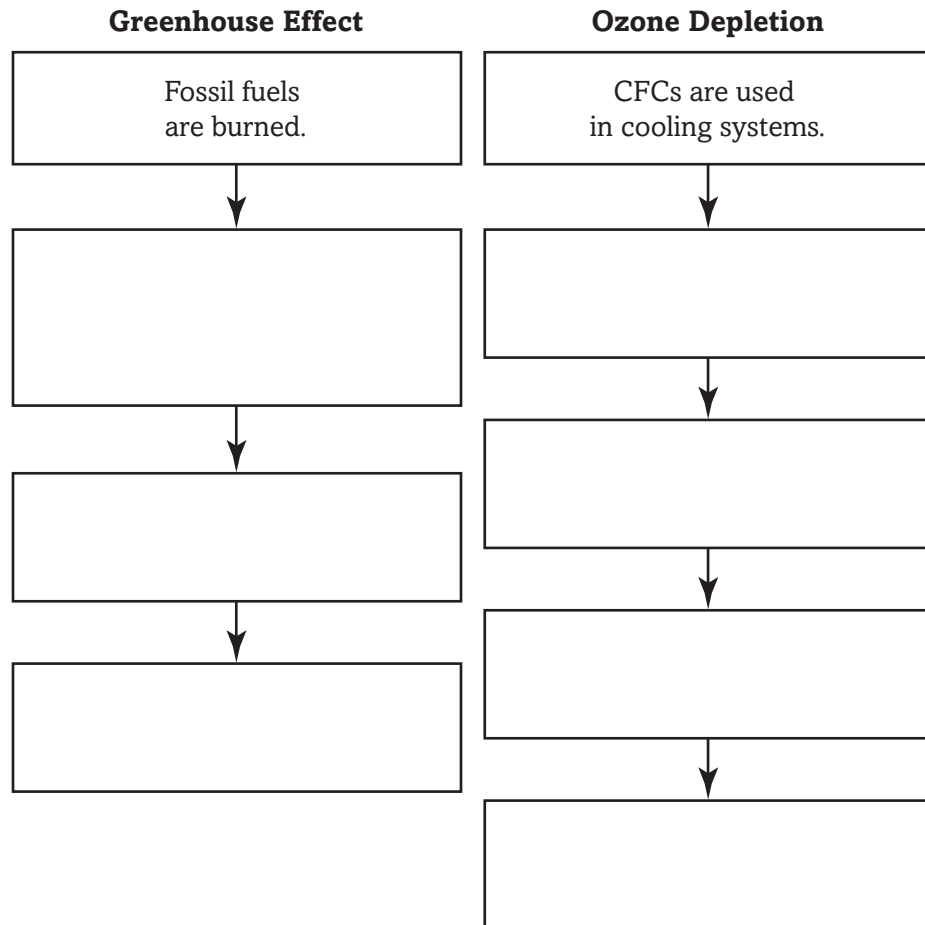 Greenhouse Effect
Fossil fuels
are burned.
Ozone Depletion
CFCs are used
in cooling systems.